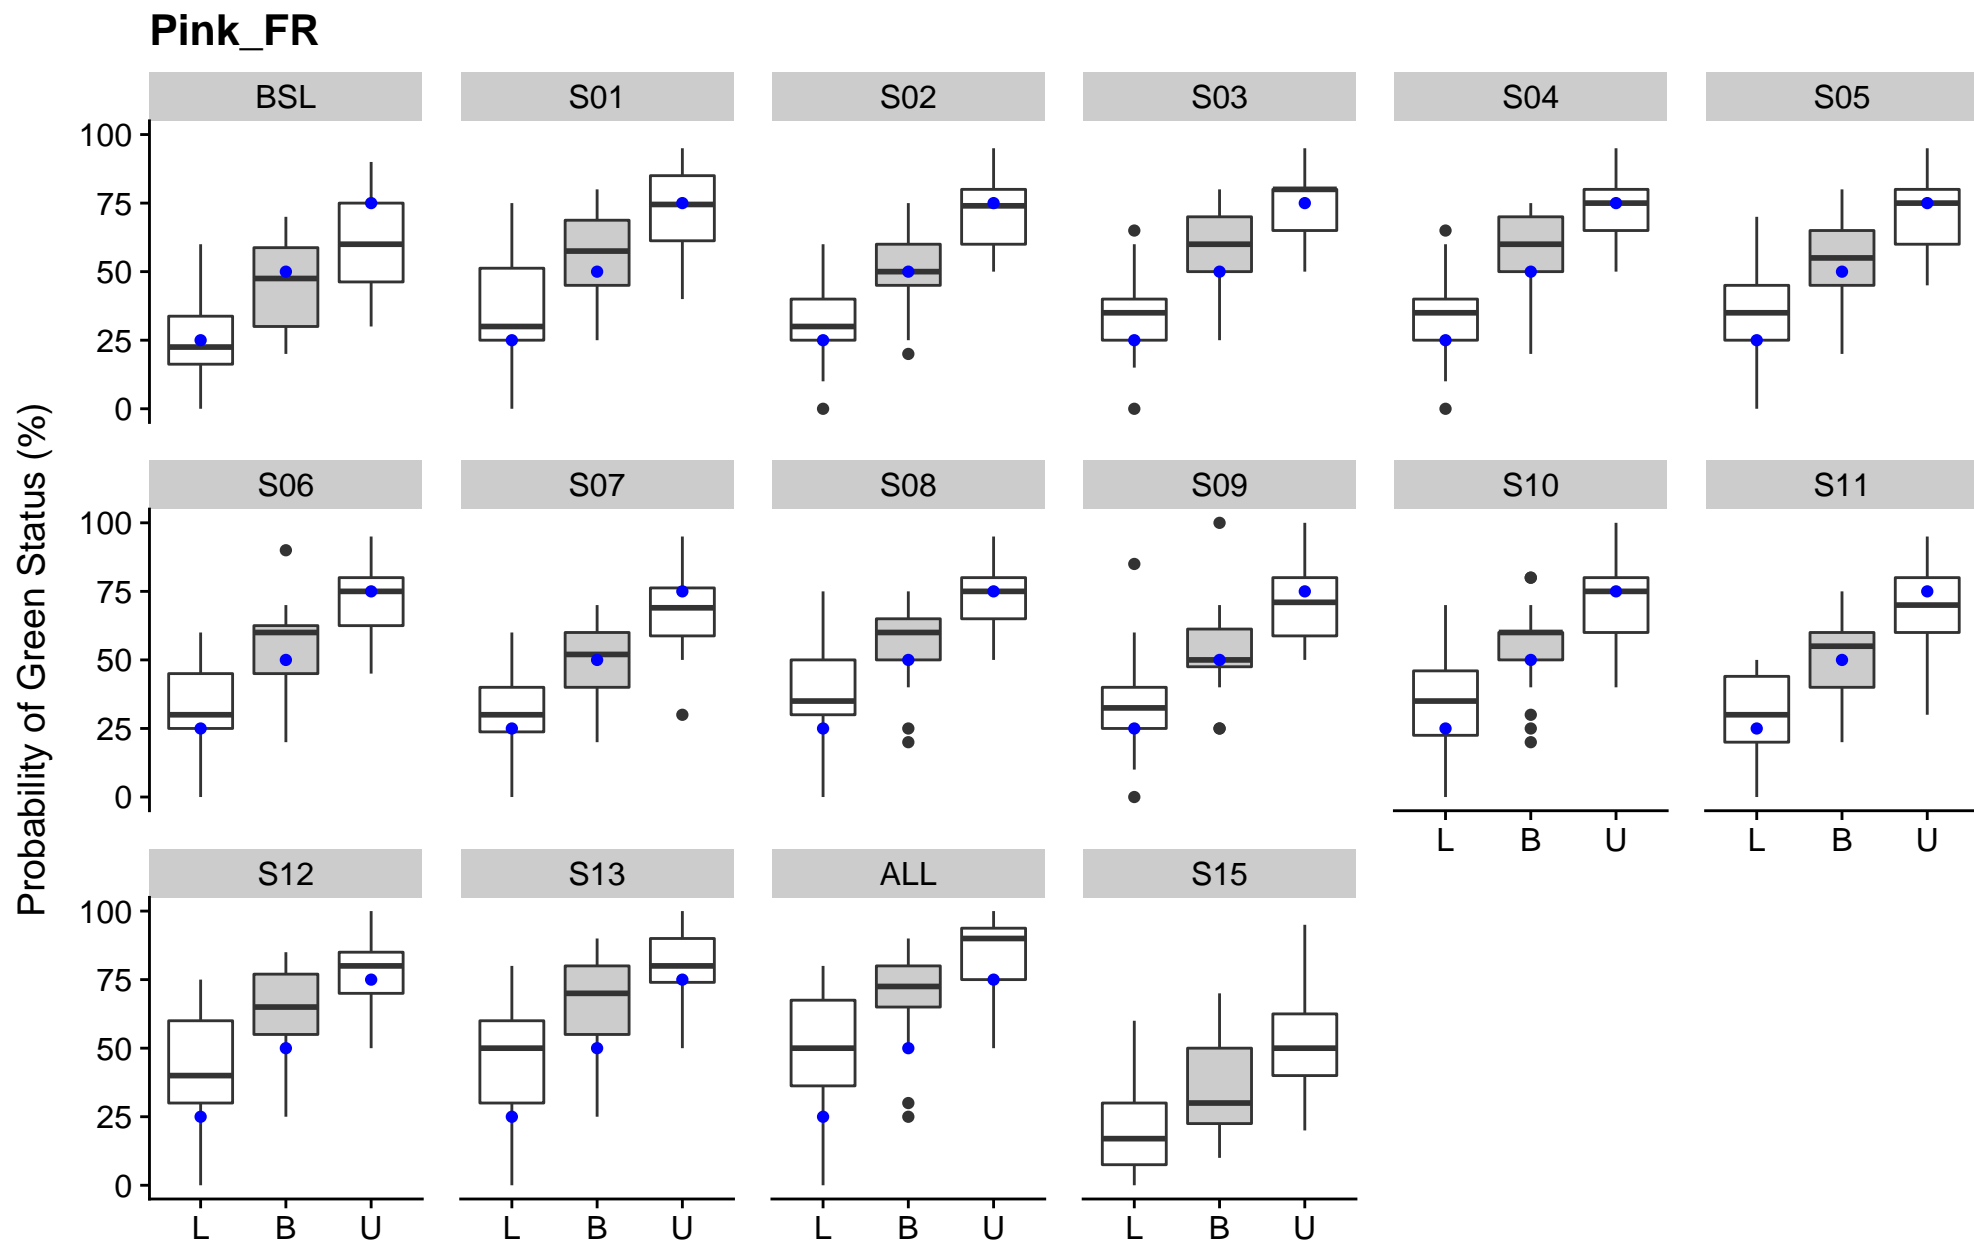 Pink_FR
BSL S01 S02 S03 S04 S05
100
75
50
25
0
S06 S07 S08 S09 S10 S11
100
75
50
25
0
L B U L B U
S12 S13 ALL S15
100
75
50
25
0
L B U L B U L B U L B U
Probability of Green Status (%)